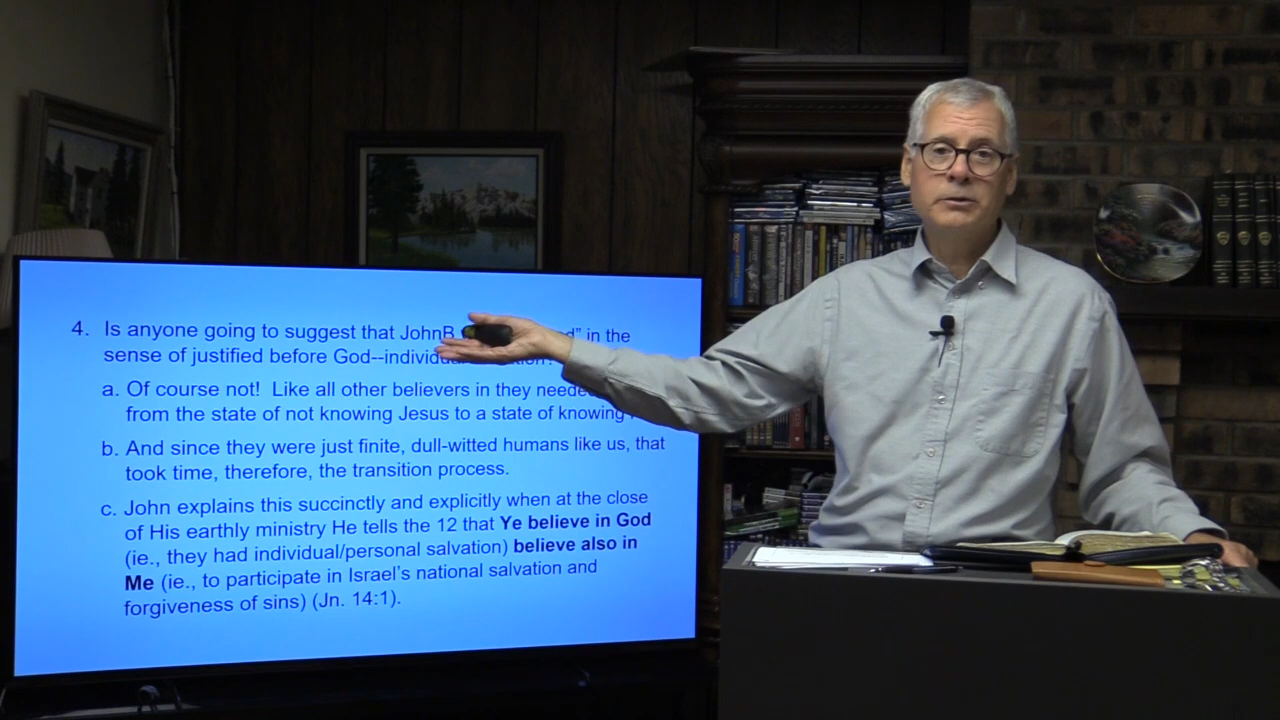 4. Is anyone going to suggest that JohnB in the
sense of justified before God--individual
a. Of course not! Like all other believers in they needed
from the state of not knowing Jesus to a state of knowing
b. And since they were just finite, dull-witted humans like us, that
took time, therefore, the transition process.
c. John explains this succinctly and explicitly when at the close
of His earthly ministry He tells the 12 that Ye believe in God
(ie., they had individual/personal salvation) believe also in
Me (ie., to participate in Israel's national salvation and
forgiveness of sins) (Jn. 14:1).